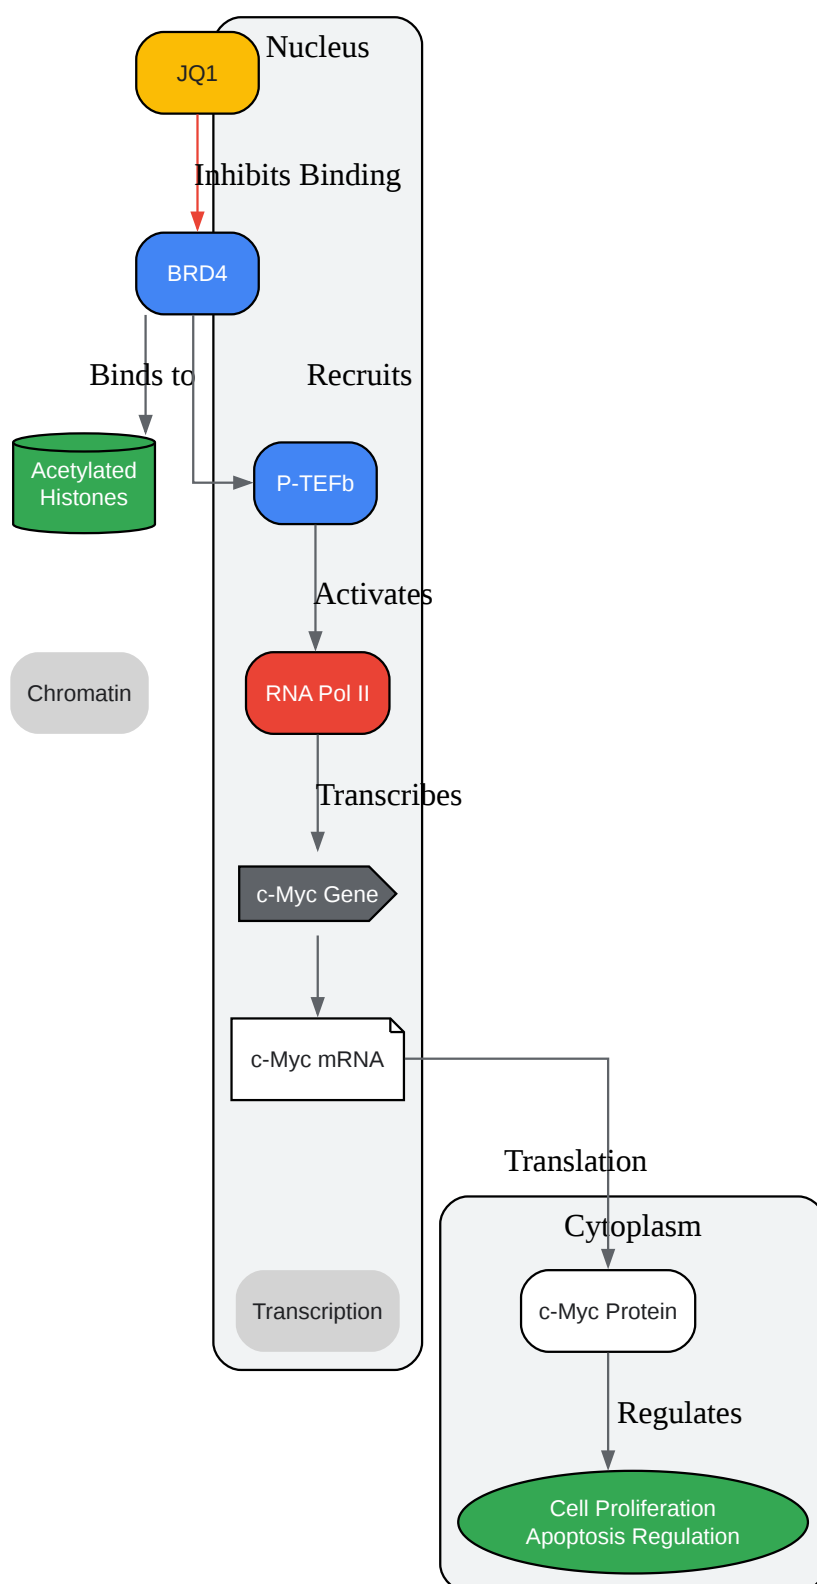 Nucleus
JQ1
Inhibits Binding
BRD4
Binds to
Recruits
Acetylated
Histones
P-TEFb
Activates
Chromatin
RNA Pol II
Transcribes
c-Myc Gene
c-Myc mRNA
Translation
Cytoplasm
Transcription
c-Myc Protein
Regulates
Cell Proliferation
Apoptosis Regulation